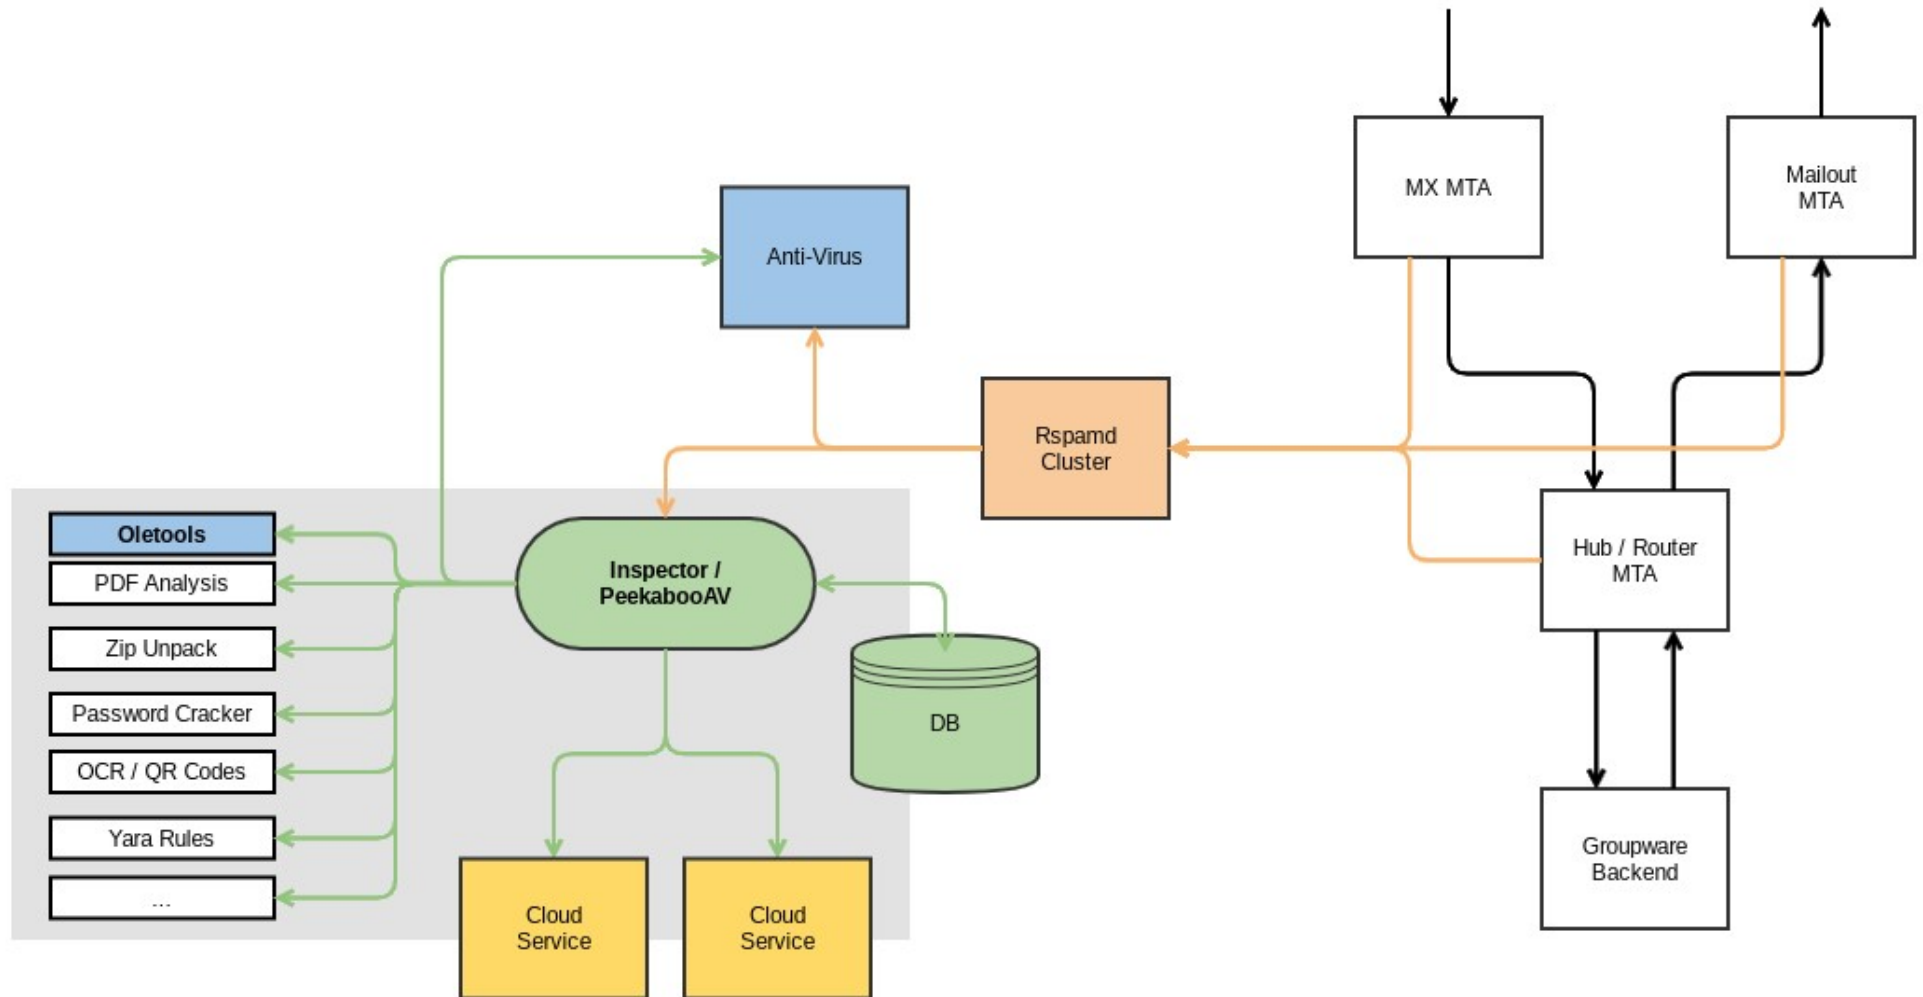 MX MTA
Mailout
MTA
Anti-Virus
Rspamd
Cluster
Oletools
PDF Analysis
Zip Unpack
Password Cracker
OCR / QR Codes
Yara Rules
...
Inspector /
PeekabooAV
DB
Hub / Router
MTA
Groupware
Backend
Cloud
Service
Cloud
Service